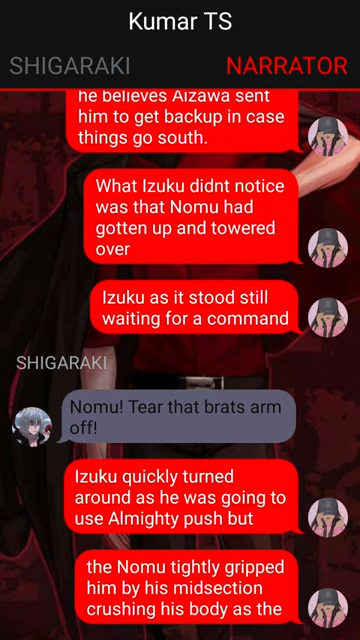 Kumar TS
SHIGARAKI
NARRATOR
he believes Aizawa sent
him to get backup in case
things go south.
What Izuku didnt notice
was that Nomu had
gotten up and towered
over
Izuku as it stood still
waiting for a command
SHIGARAKI
Nomu! Tear that brats arm
off!
Izuku quickly turned
around as he was going to
use Almighty push but
the Nomu tightly gripped
him by his midsection
crushing his body as the